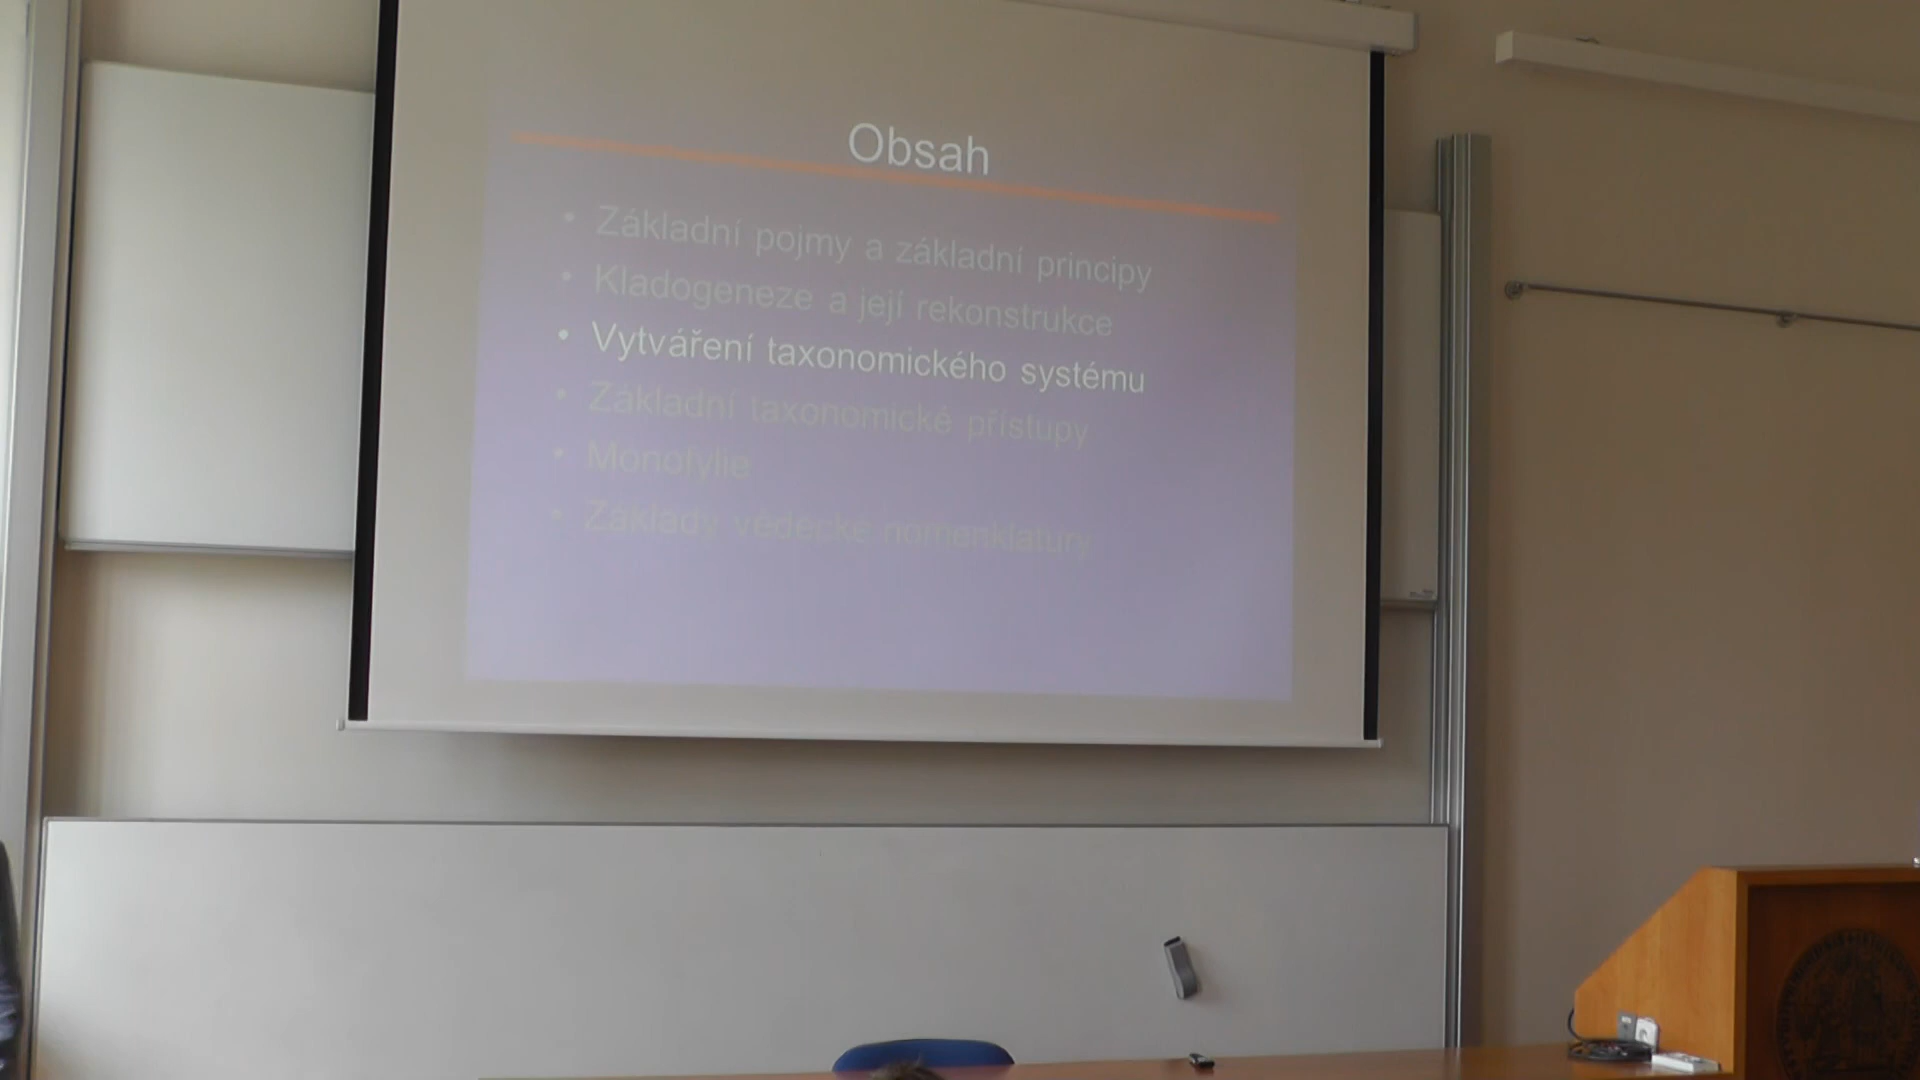 Obsah
• Základní pojmy a základní principy
• Kladogeneze a její rekonstrukce
• Vytváření taxonomického systému
• Základní taxonomické přístupy
• Monofylie
• Základy vědecké nomenklatury